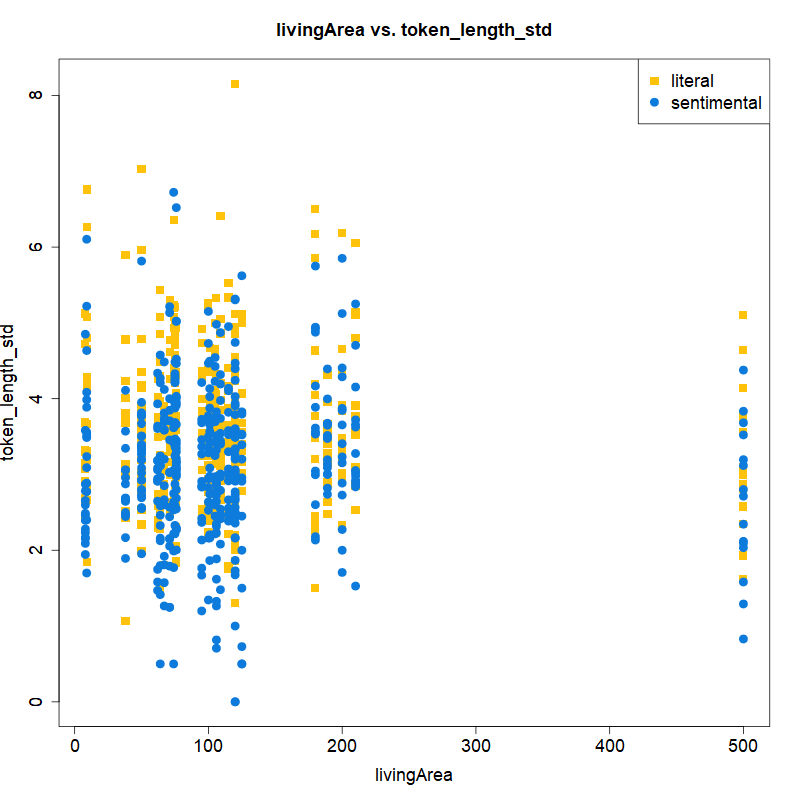 livingArea vs. token_length_std
literal
sentimental
8
6
4
2
0
token_length_std
0 100 200 300 400 500
livingArea